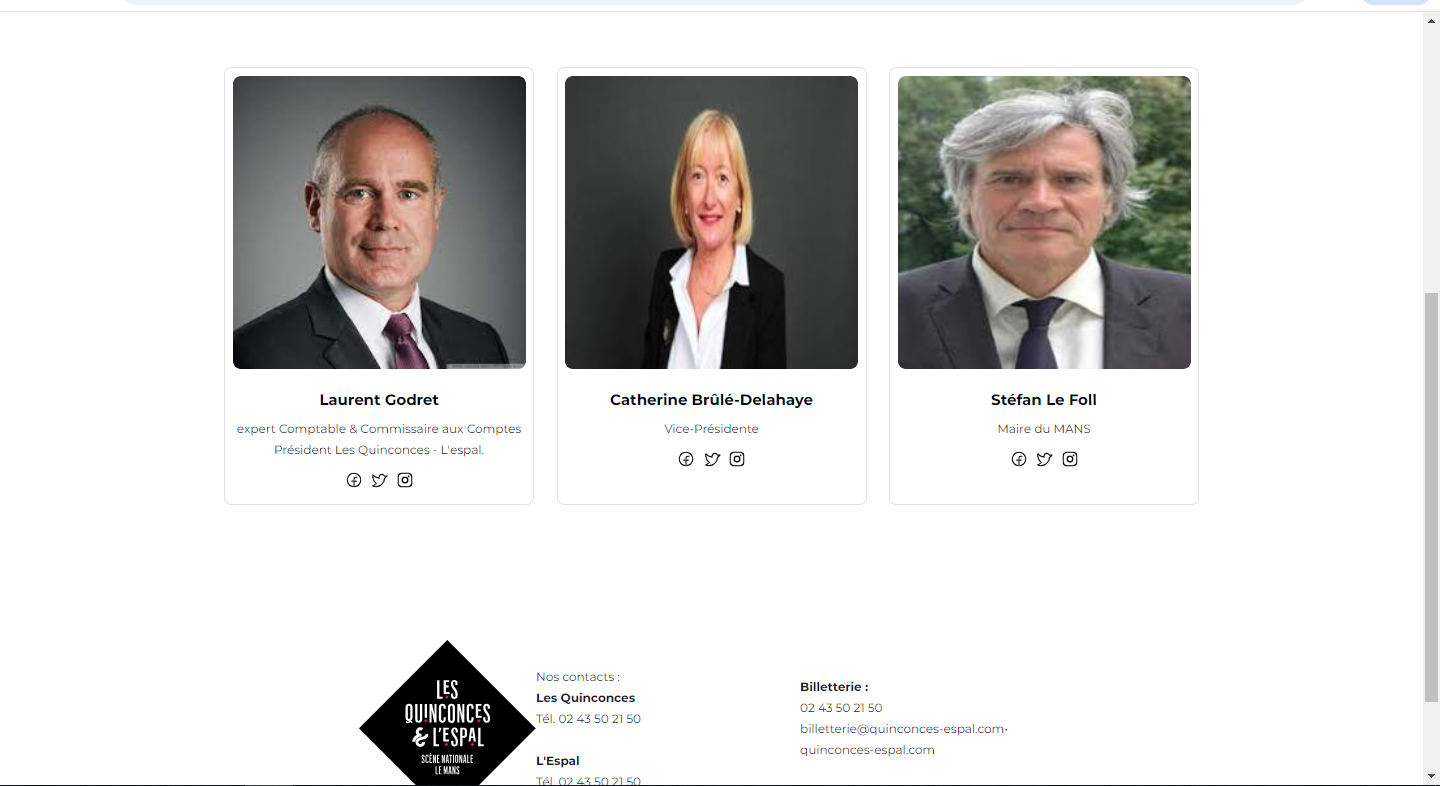 Laurent Godret
expert Comptable & Commissaire aux Comptes
Président Les Quinconces - L'espal.
Catherine Brûlé-Delahaye
Vice-Présidente
Stéfan Le Foll
Maire du MANS
LES
QUINCONCES
& L'ESPAL
SCÈNE NATIONALE
LE MANS
Nos contacts :
Les Quinconces
Tél. 02 43 50 21 50
L'Espal
Tél. 02 43 50 21 50
Billetterie :
02 43 50 21 50
billetterie@quinconces-espal.com•
quinconces-espal.com